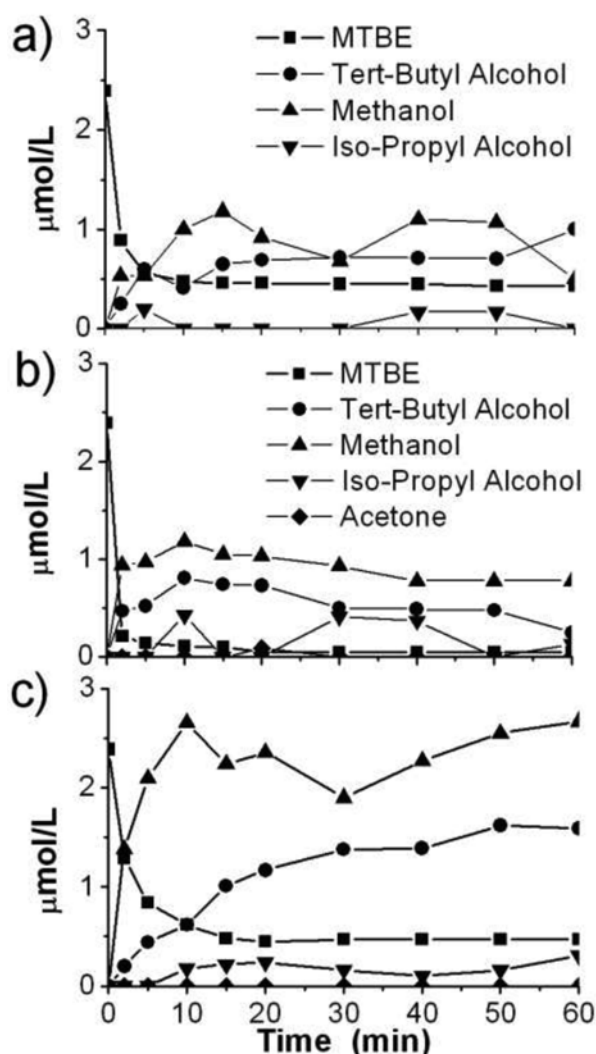 a)
3
2
1
0
μmol/L
MTBE
Tert-Butyl Alcohol
Methanol
Iso-Propyl Alcohol
b)
3
2
1
0
μmol/L
MTBE
Tert-Butyl Alcohol
Methanol
Iso-Propyl Alcohol
Acetone
c)
3
2
1
0
μmol/L
0 10 20 30 40 50 60
Time (min)